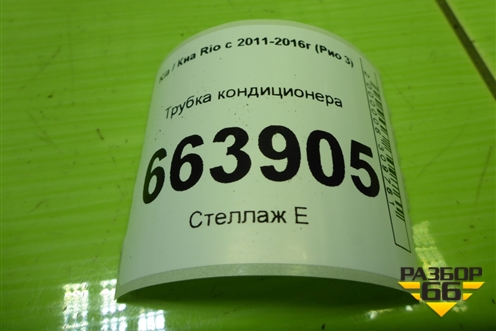 Kia / Киа Rio с 2011-2016г (Рио 3)
Трубка кондиционера
663905
Стеллаж Е
РАЗБОР
66